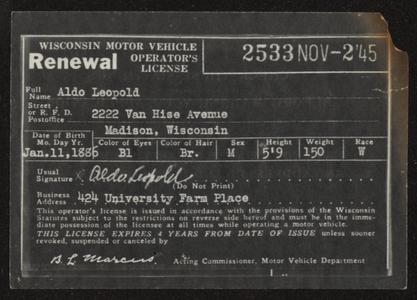 WISCONSIN MOTOR VEHICLE
Renewal OPERATOR'S LICENSE
2533 NOV-2'45
Full Name Aldo Leopold
Street or R. F. D. 2222 Van Hise Avenue
Postoffice Madison, Wisconsin
Date of Birth Mo. Day Yr. Color of Eyes Color of Hair Sex Height Weight Race
Jan.11,1886 Bl Br. M 5'9 150 W
Usual Signature x Aldo Leopold
(Do Not Print)
Business Address 424 University Farm Place
This operator's license is issued in accordance with the provisions of the Wisconsin
Statutes subject to the restrictions on reverse side hereof and must be in the imme-
diate possession of the licensee at all times while operating a motor vehicle.
THIS LICENSE EXPIRES 4 YEARS FROM DATE OF ISSUE unless sooner
revoked, suspended or canceled by
B. L. Marcus. Acting Commissioner, Motor Vehicle Department